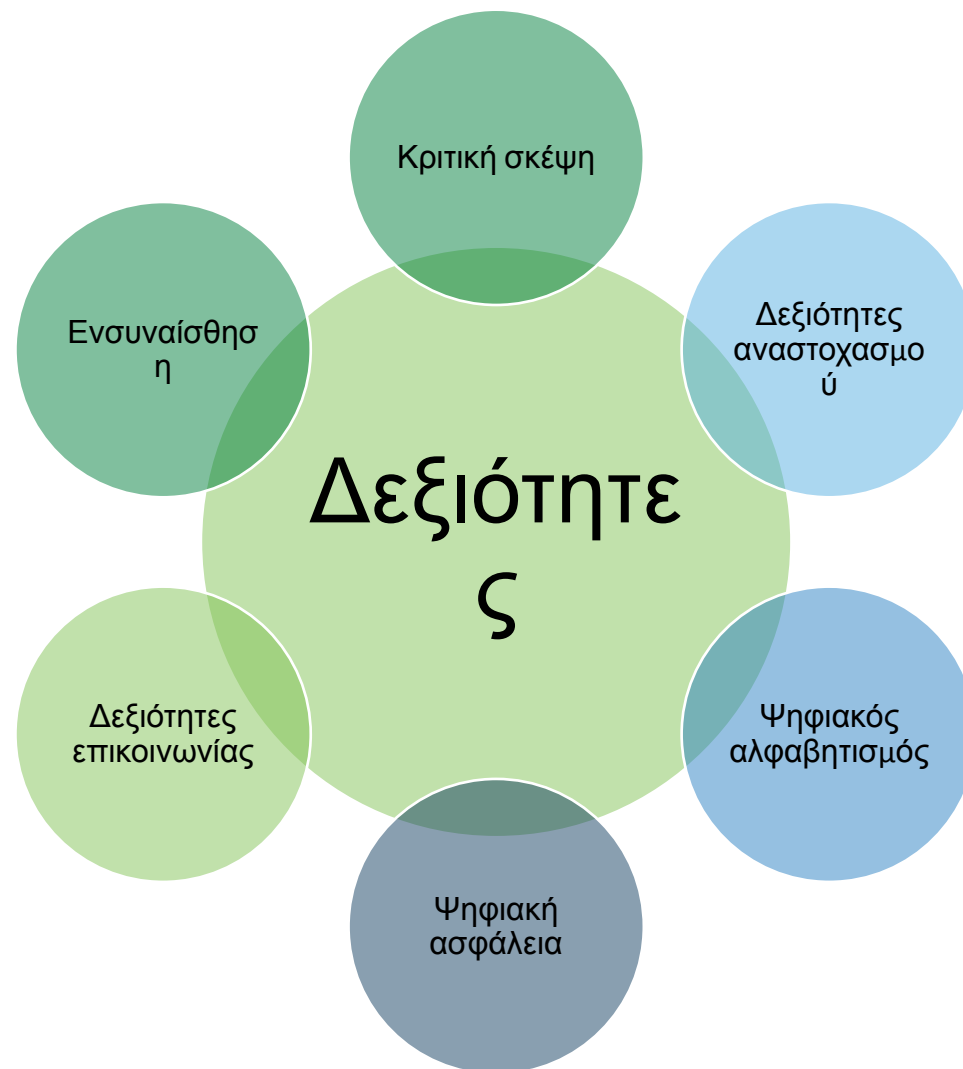 Κριτική σκέψη
Δεξιότητες
αναστοχασμο
ύ
Ενσυναίσθησ
η
Δεξιότητε
ς
Δεξιότητες
επικοινωνίας
Ψηφιακός
αλφαβητισμός
Ψηφιακή
ασφάλεια